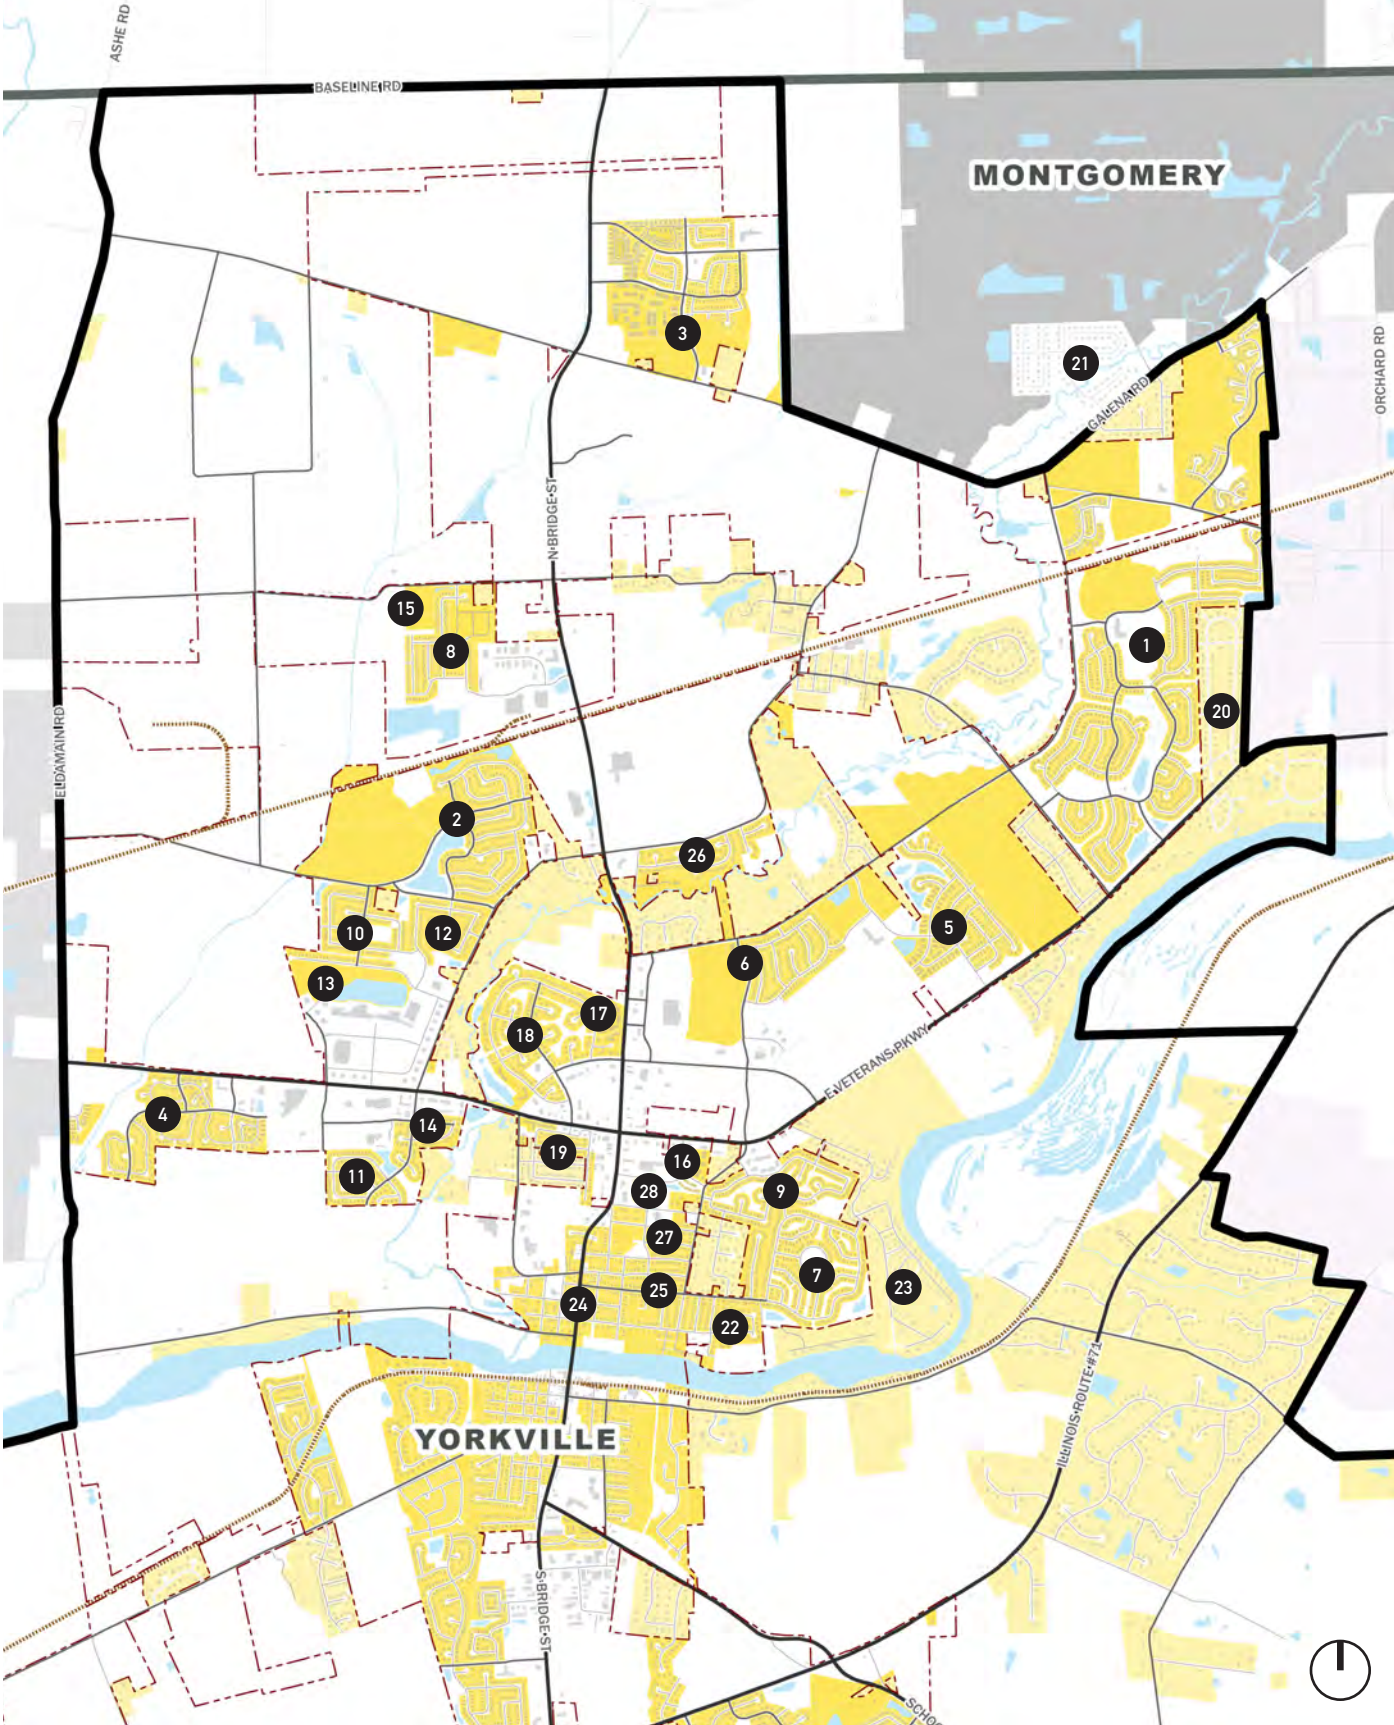 ASHE RD
BASELINE RD
MONTGOMERY
3
21
GALENA RD
ORCHARD RD
N BRIDGE ST
15
8
1
20
ELDAMAIN RD
2
26
10
12
5
6
13
17
18
E VETERANS PKWY
4
14
19
16
11
28
9
27
7
23
25
24
22
ILLINOIS ROUTE #71
YORKVILLE
S BRIDGE ST
SCHOO